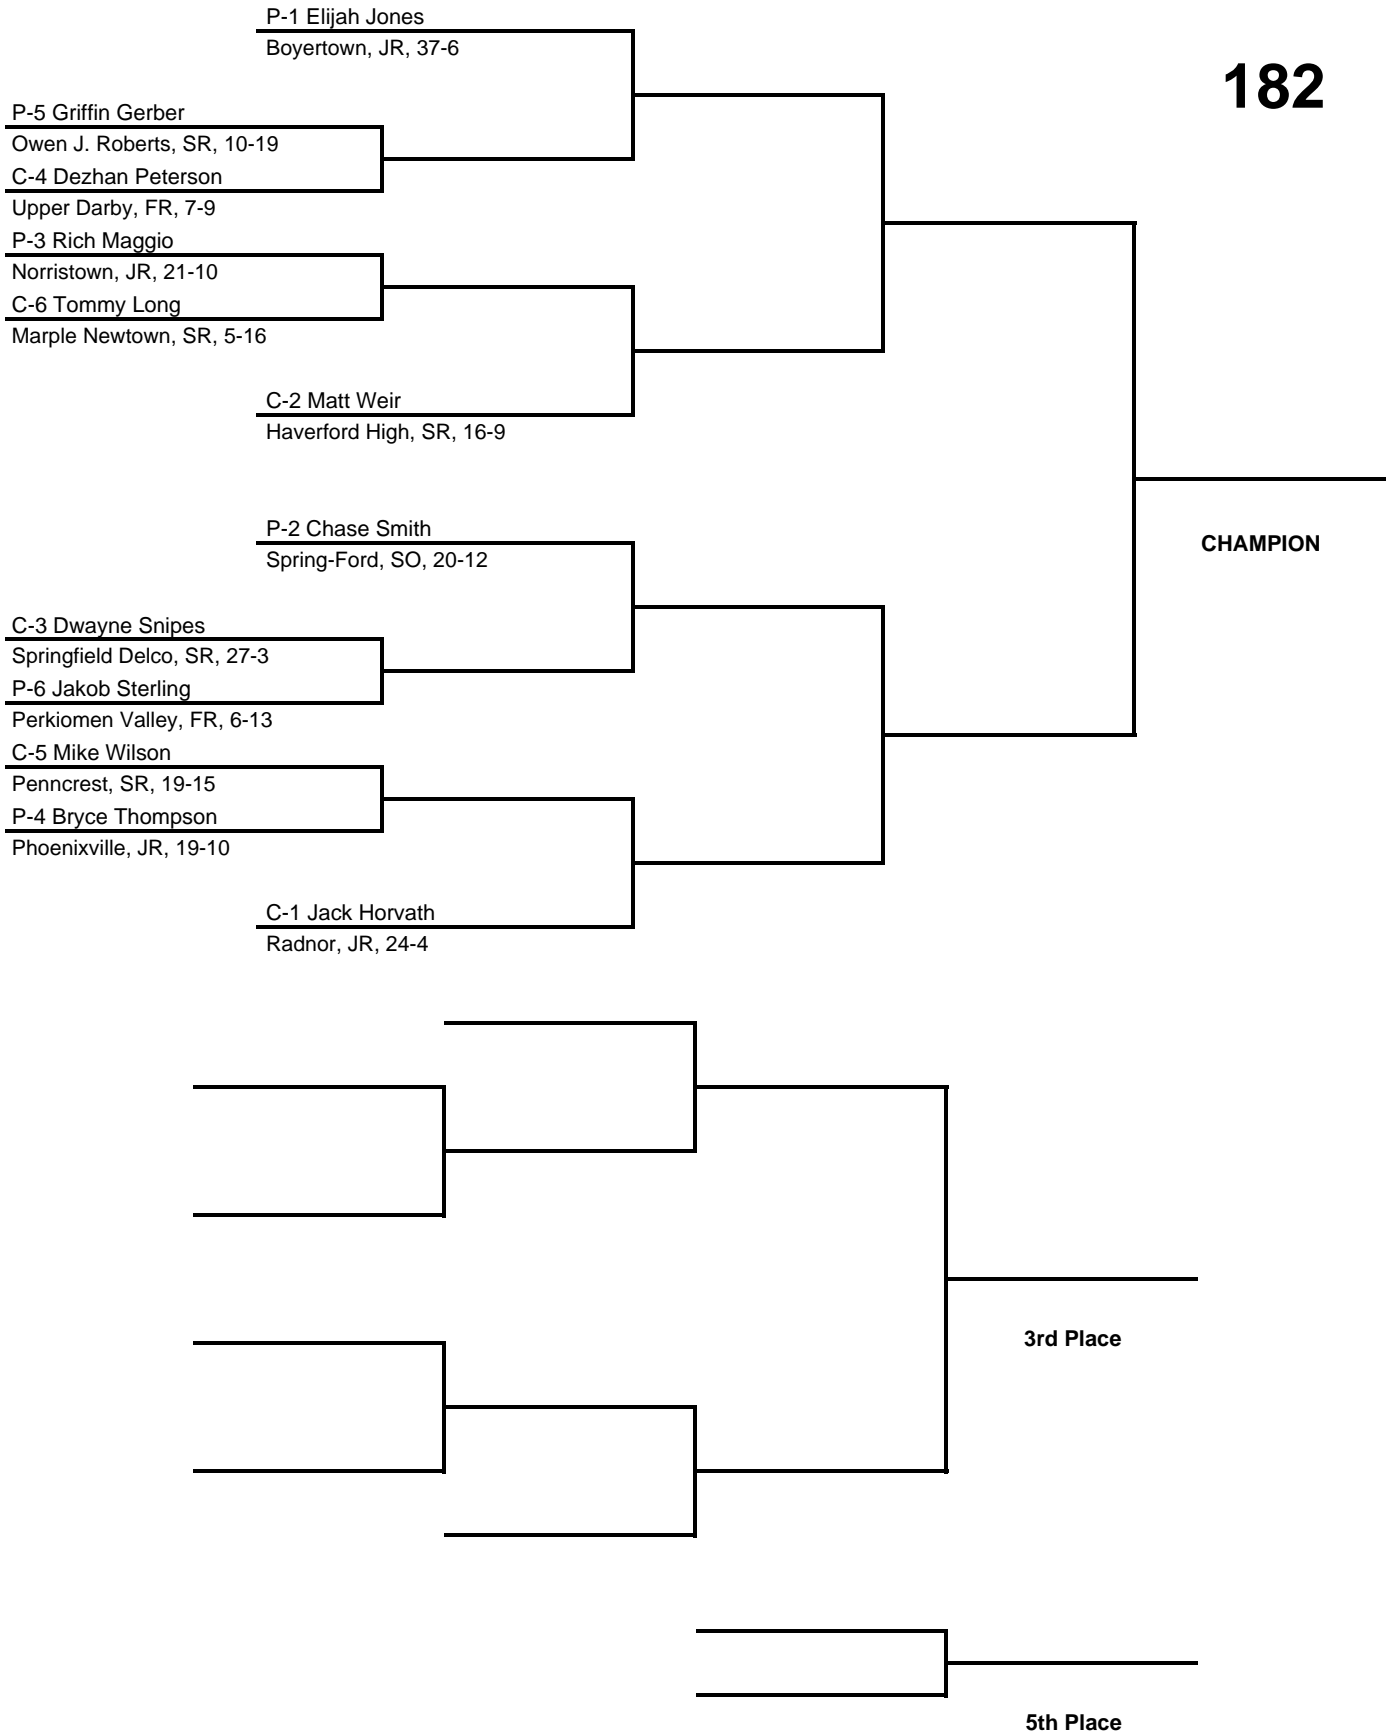 P-1 Elijah Jones
Boyertown, JR, 37-6
182
P-5 Griffin Gerber
Owen J. Roberts, SR, 10-19
C-4 Dezhan Peterson
Upper Darby, FR, 7-9
P-3 Rich Maggio
Norristown, JR, 21-10
C-6 Tommy Long
Marple Newtown, SR, 5-16
C-2 Matt Weir
Haverford High, SR, 16-9
P-2 Chase Smith
Spring-Ford, SO, 20-12
CHAMPION
C-3 Dwayne Snipes
Springfield Delco, SR, 27-3
P-6 Jakob Sterling
Perkiomen Valley, FR, 6-13
C-5 Mike Wilson
Penncrest, SR, 19-15
P-4 Bryce Thompson
Phoenixville, JR, 19-10
C-1 Jack Horvath
Radnor, JR, 24-4
3rd Place
5th Place